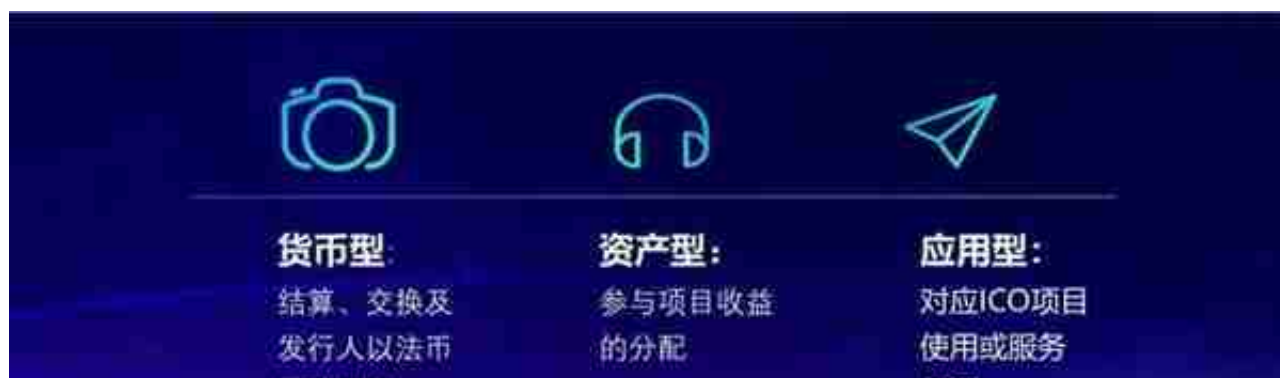 货币型:
结算、交换及
发行人以法币
资产型：
参与项目收益
的分配
应用型：
对应ICO项目
使用或服务